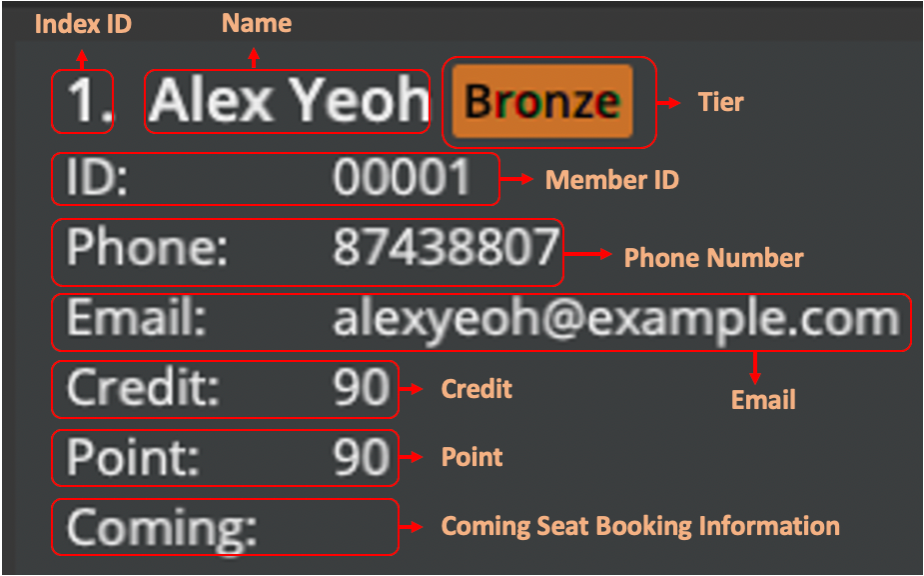 Index ID Name
1. Alex Yeoh Bronze Tier
ID: 00001 Member ID
Phone: 87438807 Phone Number
Email: alexyeoh@example.com
Credit: 90 Credit Email
Point: 90 Point
Coming: Coming Seat Booking Information